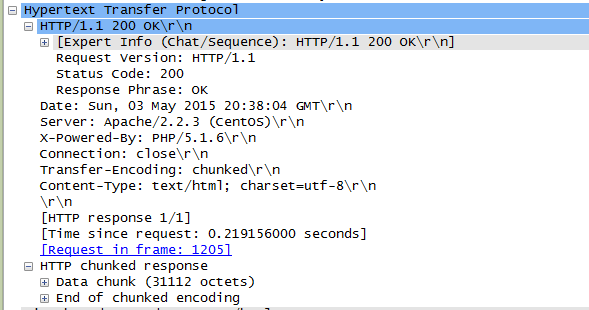 Hypertext Transfer Protocol
HTTP/1.1 200 OK\r\n
[Expert Info (Chat/Sequence): HTTP/1.1 200 OK\r\n]
Request Version: HTTP/1.1
Status Code: 200
Response Phrase: OK
Date: Sun, 03 May 2015 20:38:04 GMT\r\n
Server: Apache/2.2.3 (CentOS)\r\n
X-Powered-By: PHP/5.1.6\r\n
Connection: close\r\n
Transfer-Encoding: chunked\r\n
Content-Type: text/html; charset=utf-8\r\n
\r\n
[HTTP response 1/1]
[Time since request: 0.219156000 seconds]
[Request in frame: 1205]
HTTP chunked response
Data chunk (31112 octets)
End of chunked encoding